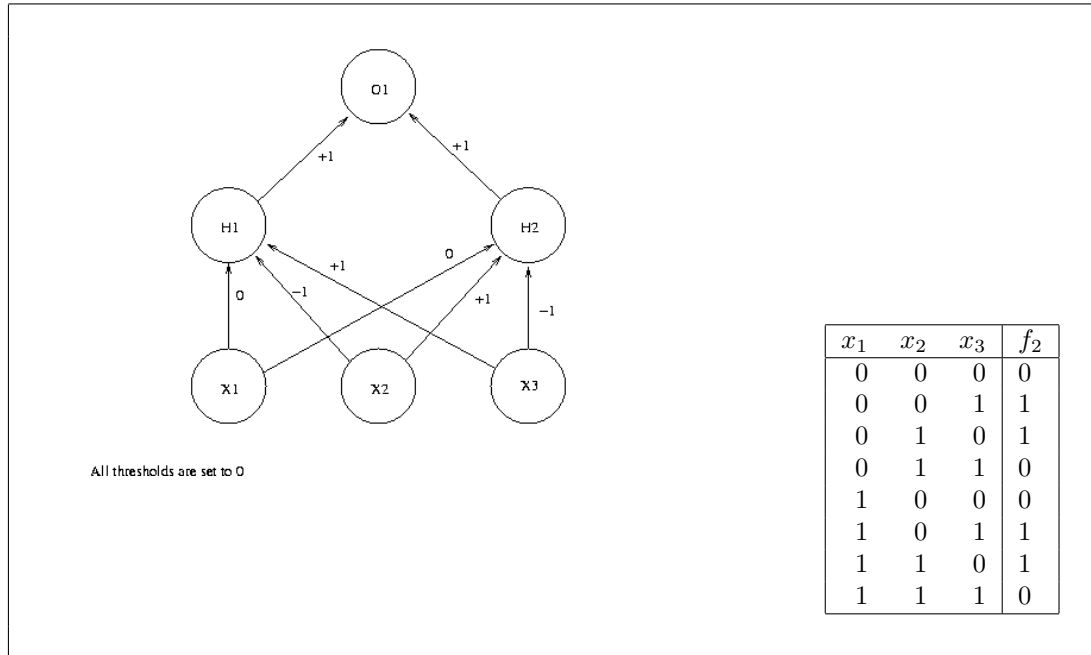 O1
+1
+1
H1
H2
+1
0
0
−1
+1
−1
X1
X2
X3
All thresholds are set to 0
x1 x2 x3 f2
0 0 0 0
0 0 1 1
0 1 0 1
0 1 1 0
1 0 0 0
1 0 1 1
1 1 0 1
1 1 1 0